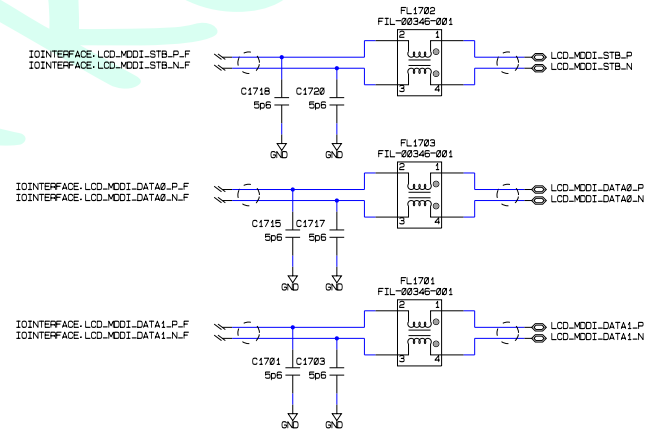 FL1702
FIL-00346-001
2 1
IOINTERFACE.LCD_MDDI_STB_P_F
IOINTERFACE.LCD_MDDI_STB_N_F
LCD_MDDI_STB_P
LCD_MDDI_STB_N
3 4
C1718
5p6
C1720
5p6
GND
GND
FL1703
FIL-00346-001
2 1
IOINTERFACE.LCD_MDDI_DATA0_P_F
IOINTERFACE.LCD_MDDI_DATA0_N_F
LCD_MDDI_DATA0_P
LCD_MDDI_DATA0_N
3 4
C1715
5p6
C1717
5p6
GND
GND
FL1701
FIL-00346-001
2 1
IOINTERFACE.LCD_MDDI_DATA1_P_F
IOINTERFACE.LCD_MDDI_DATA1_N_F
LCD_MDDI_DATA1_P
LCD_MDDI_DATA1_N
3 4
C1701
5p6
C1703
5p6
GND
GND